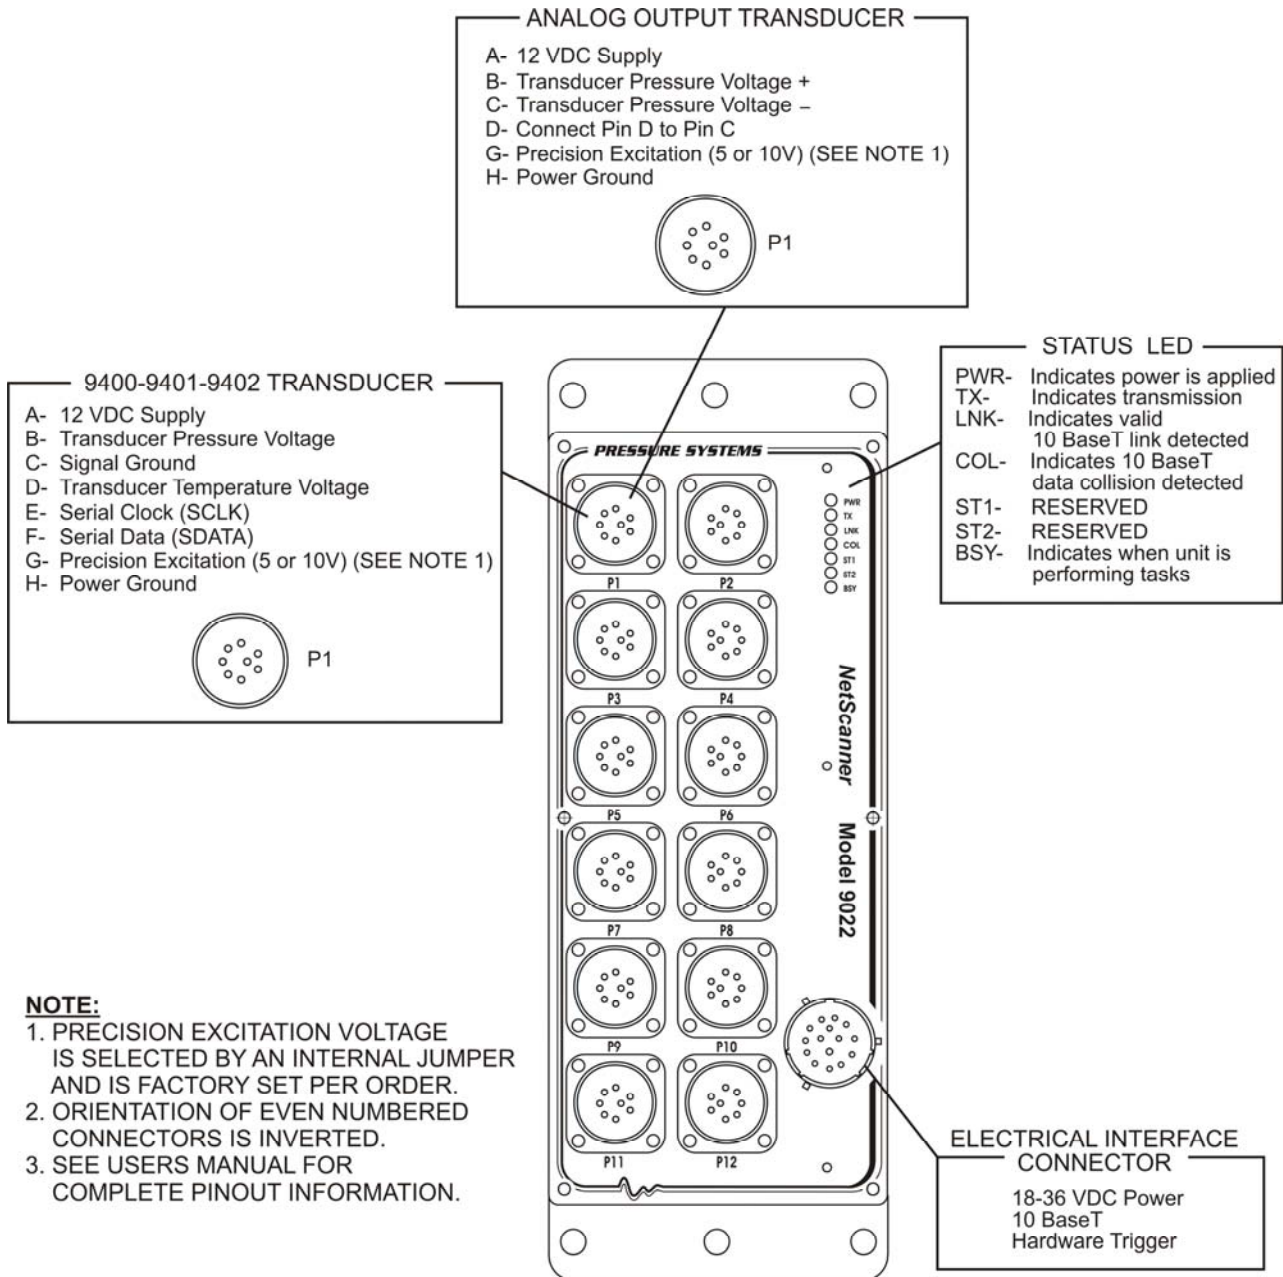 ANALOG OUTPUT TRANSDUCER
A- 12 VDC Supply
B- Transducer Pressure Voltage +
C- Transducer Pressure Voltage –
D- Connect Pin D to Pin C
G- Precision Excitation (5 or 10V) (SEE NOTE 1)
H- Power Ground
P1
9400-9401-9402 TRANSDUCER
A- 12 VDC Supply
B- Transducer Pressure Voltage
C- Signal Ground
D- Transducer Temperature Voltage
E- Serial Clock (SCLK)
F- Serial Data (SDATA)
G- Precision Excitation (5 or 10V) (SEE NOTE 1)
H- Power Ground
P1
STATUS LED
PWR- Indicates power is applied
TX- Indicates transmission
LNK- Indicates valid
10 BaseT link detected
COL- Indicates 10 BaseT
data collision detected
ST1- RESERVED
ST2- RESERVED
BSY- Indicates when unit is
performing tasks
PRESSURE SYSTEMS
PWR
TX
LNK
COL
ST1
ST2
BSY
P1 P2
P3 P4
P5 P6
P7 P8
P9 P10
P11 P12
NetScanner
Model 9022
NOTE:
1. PRECISION EXCITATION VOLTAGE
IS SELECTED BY AN INTERNAL JUMPER
AND IS FACTORY SET PER ORDER.
2. ORIENTATION OF EVEN NUMBERED
CONNECTORS IS INVERTED.
3. SEE USERS MANUAL FOR
COMPLETE PINOUT INFORMATION.
ELECTRICAL INTERFACE
CONNECTOR
18-36 VDC Power
10 BaseT
Hardware Trigger